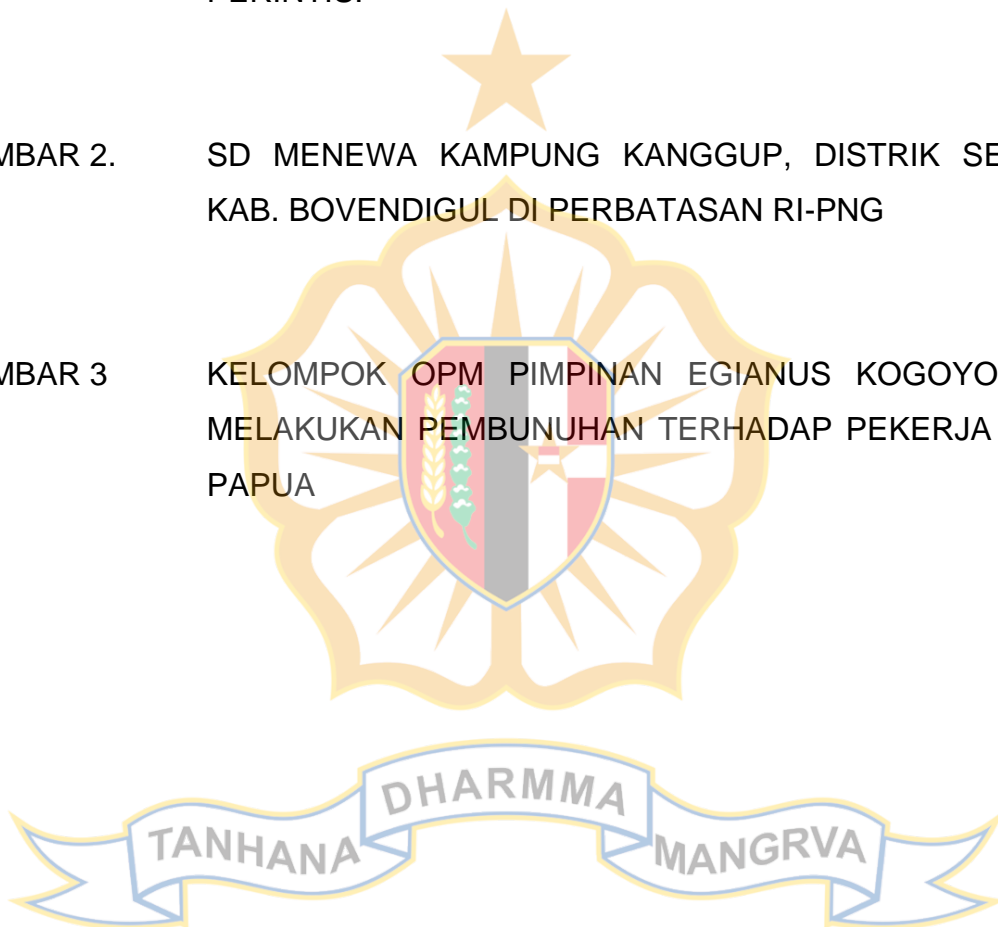 MBAR 2. SD MENEWA KAMPUNG KANGGUP, DISTRIK SE
KAB. BOVENDIGUL DI PERBATASAN RI-PNG
MBAR 3 KELOMPOK OPM PIMPINAN EGIANUS KOGOYO
MELAKUKAN PEMBUNUHAN TERHADAP PEKERJA
PAPUA
TANHANA DHARMMA MANGRVA